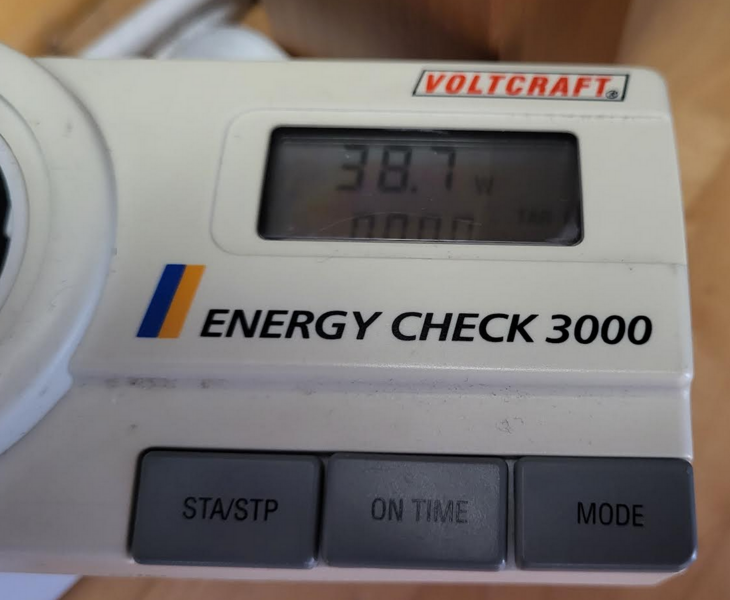 VOLTCRAFT®
38.7 W
0000
ENERGY CHECK 3000
STA/STP
ON TIME
MODE